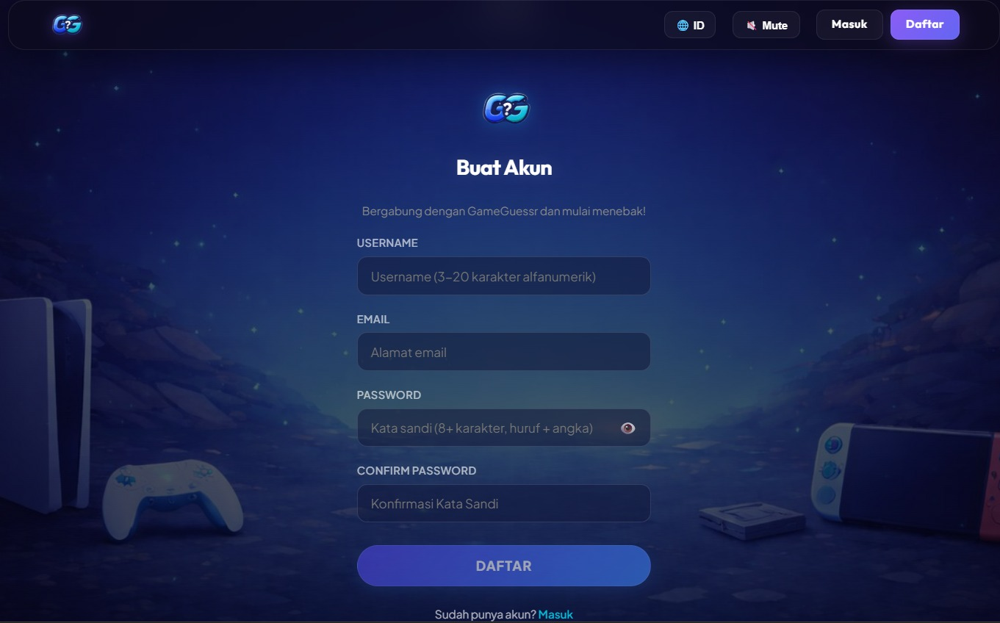 G?G
ID
Mute
Masuk
Daftar
G?G
Buat Akun
Bergabung dengan GameGuessr dan mulai menebak!
USERNAME
Username (3–20 karakter alfanumerik)
EMAIL
Alamat email
PASSWORD
Kata sandi (8+ karakter, huruf + angka)
CONFIRM PASSWORD
Konfirmasi Kata Sandi
DAFTAR
Sudah punya akun? Masuk